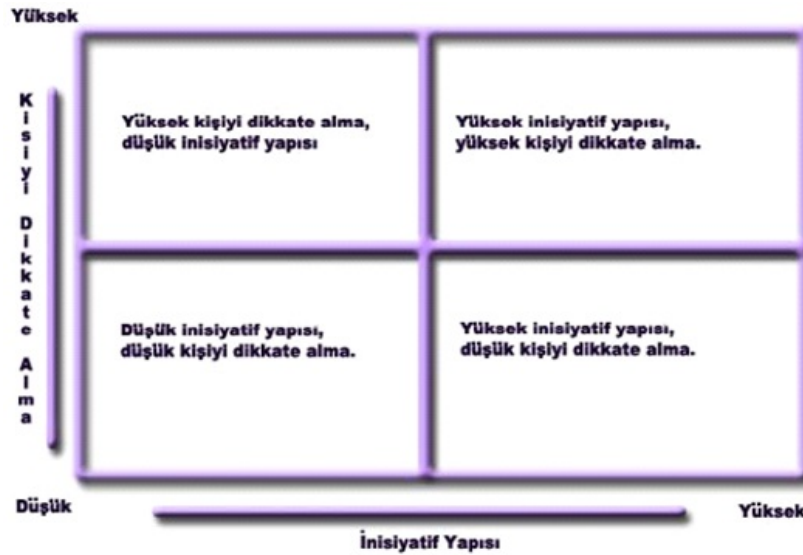 Yüksek
Kisiyi Dikkate Alma
Yüksek kişiyi dikkate alma,
düşük inisiyatif yapısı
Yüksek inisiyatif yapısı,
yüksek kişiyi dikkate alma.
Düşük inisiyatif yapısı,
düşük kişiyi dikkate alma.
Yüksek inisiyatif yapısı,
düşük kişiyi dikkate alma.
Düşük
Yüksek
İnisiyatif Yapısı